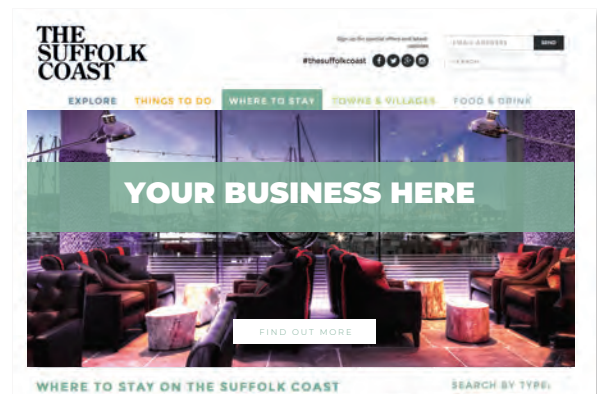 THE
SUFFOLK
COAST
Sign up for special offers and latest
updates
#thesuffolkcoast
EMAIL ADDRESS
SEND
SEARCH
EXPLORE THINGS TO DO WHERE TO STAY TOWNS & VILLAGES FOOD & DRINK
YOUR BUSINESS HERE
FIND OUT MORE
WHERE TO STAY ON THE SUFFOLK COAST
SEARCH BY TYPE: